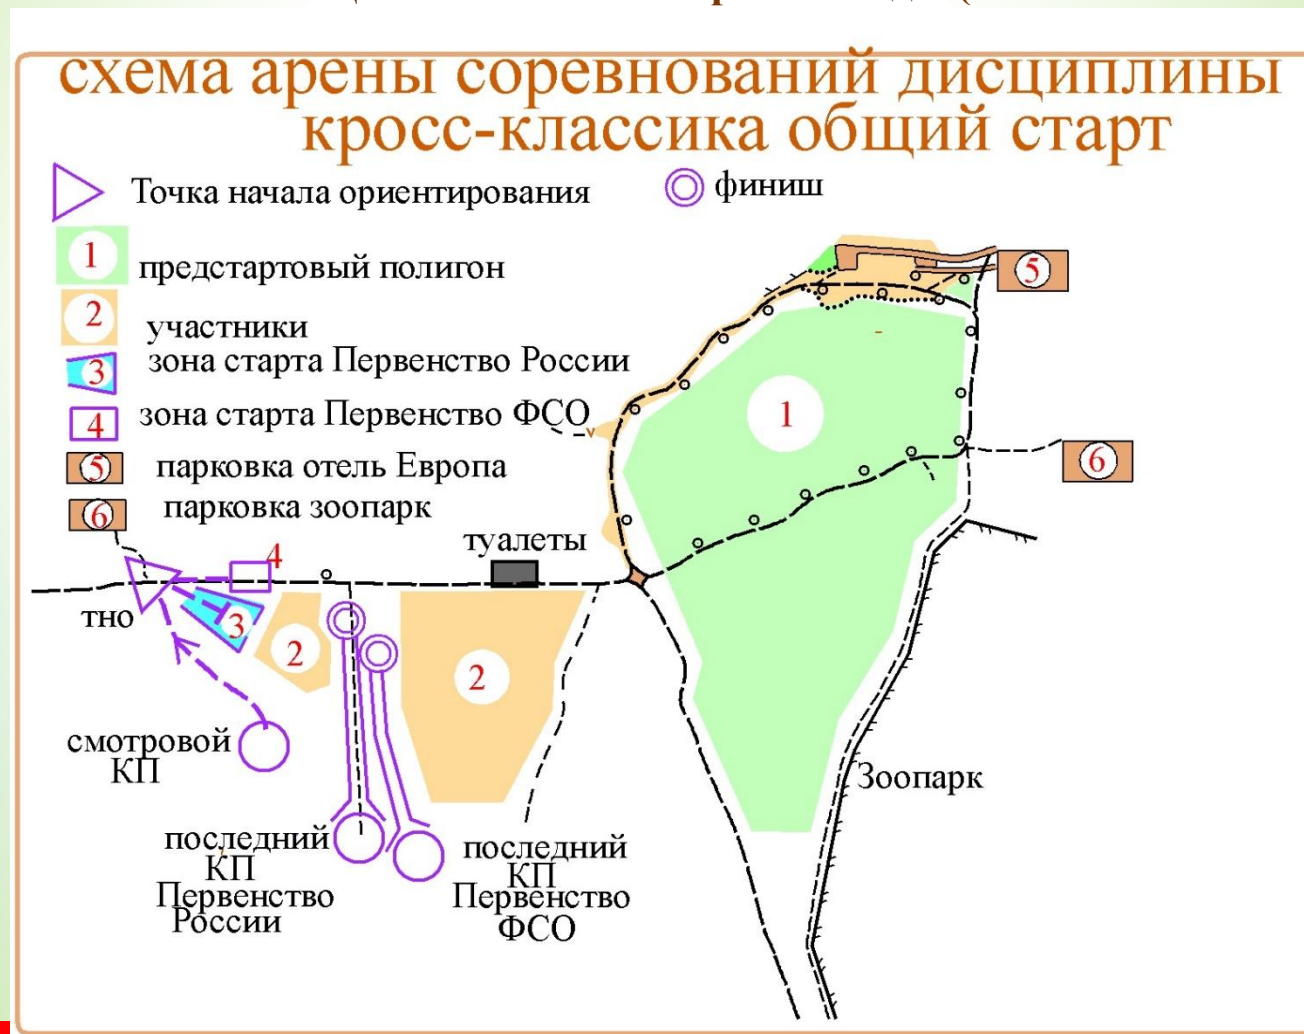 схема арены соревнований дисциплины
кросс-классика общий старт
Точка начала ориентирования
финиш
1
предстартовый полигон
2
участники
3
зона старта Первенство России
4
зона старта Первенство ФСО
5
парковка отель Европа
6
парковка зоопарк
5
1
6
туалеты
4
тно
3
2
2
смотровой
КП
Зоопарк
последний
КП
Первенство
России
последний
КП
Первенство
ФСО